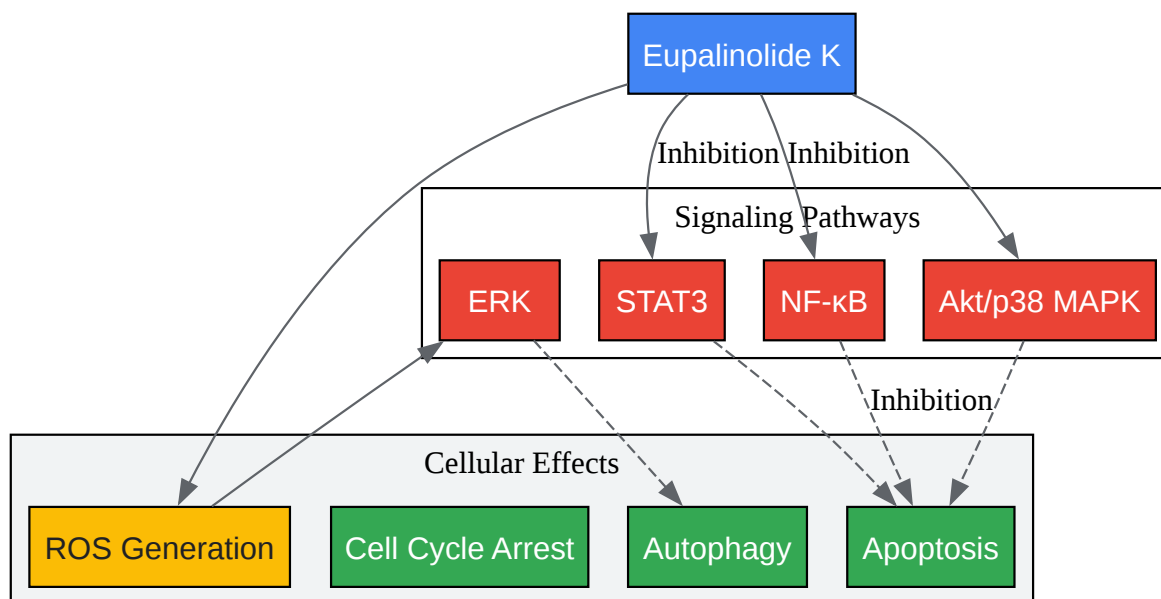 Eupalinolide K
Inhibition Inhibition
Signaling Pathways
ERK STAT3 NF-κB Akt/p38 MAPK
Inhibition
Cellular Effects
ROS Generation Cell Cycle Arrest Autophagy Apoptosis